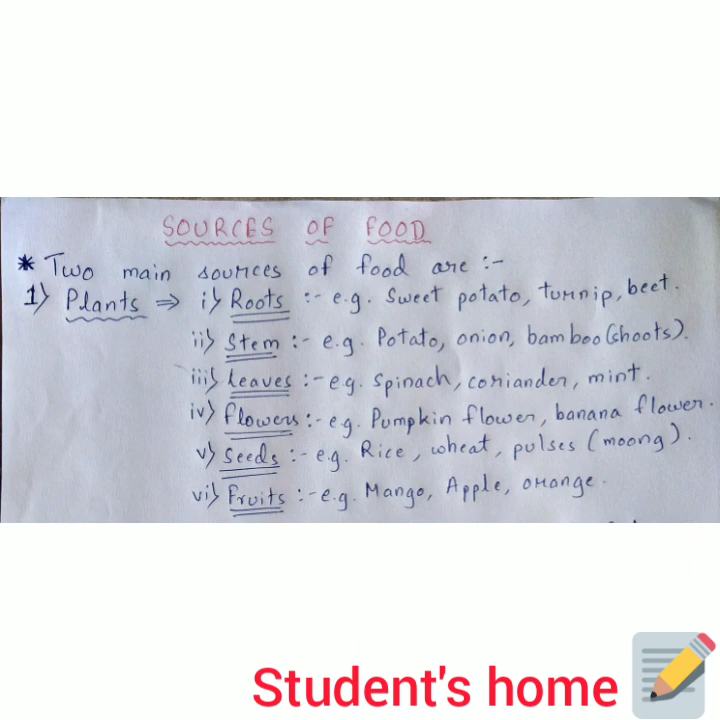 SOURCES OF FOOD
* Two main sources of food are :-
1) Plants ⇒ i) Roots :- e.g. Sweet potato, turnip, beet.
ii) Stem :- e.g. Potato, onion, bamboo (shoots).
iii) Leaves :- e.g. Spinach, coriander, mint.
iv) flowers :- e.g. Pumpkin flower, banana flower.
v) Seeds :- e.g. Rice, wheat, pulses (moong).
vi) Fruits :- e.g. Mango, Apple, orange.
Student's home